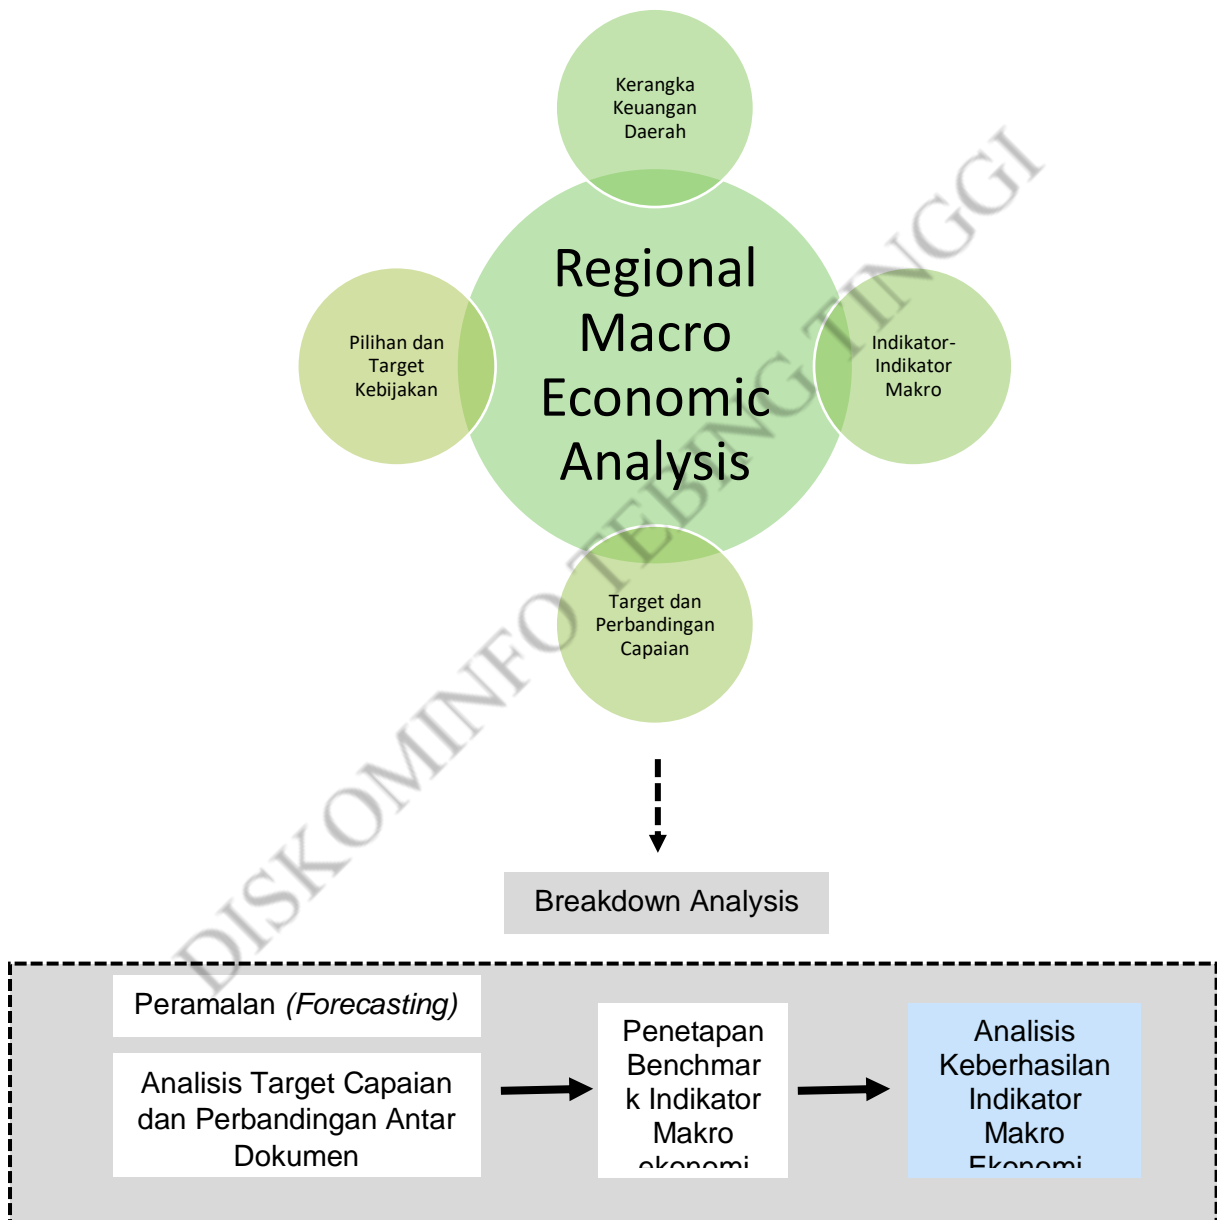 Kerangka
Keuangan
Daerah
Regional
Macro
Economic
Analysis
Pilihan dan
Target
Kebijakan
Indikator-
Indikator
Makro
Target dan
Perbandingan
Capaian
DISKOMINFO TEBING TINGGI
Breakdown Analysis
Peramalan (Forecasting)
Analisis Target Capaian
dan Perbandingan Antar
Dokumen
Penetapan
Benchmar
k Indikator
Makro
ekonomi
Analisis
Keberhasilan
Indikator
Makro
Ekonomi